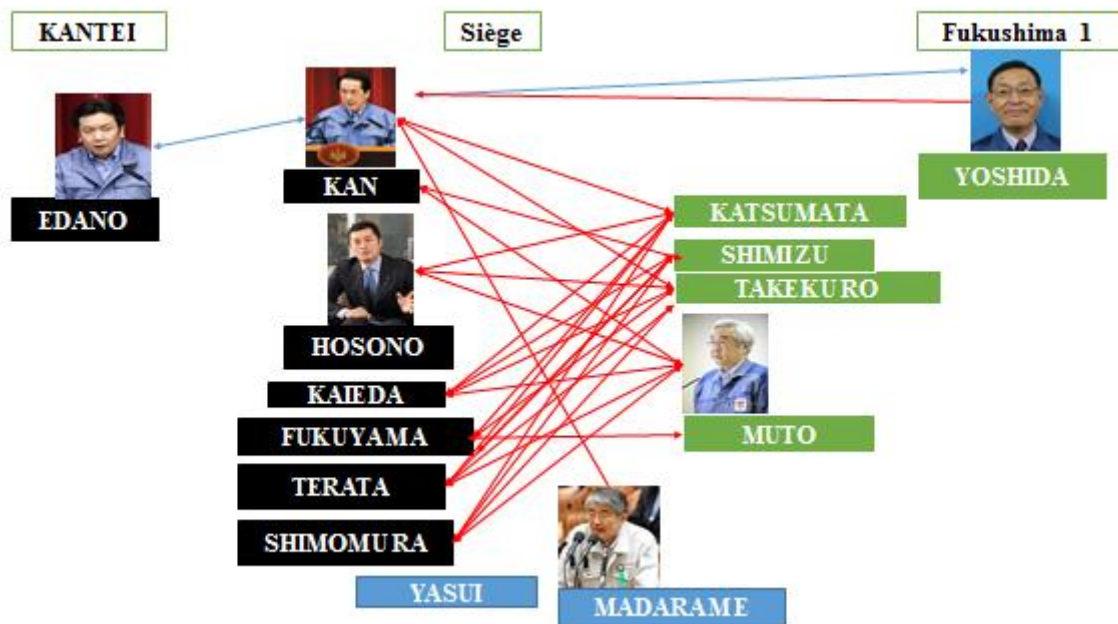 KANTEI
Siège
Fukushima 1
EDANO
KAN
YOSHIDA
KATSUMATA
SHIMIZU
TAKEKURO
HOSONO
KAIEDA
FUKUYAMA
MUTO
TERATA
SHIMOMURA
YASUI
MADARAME